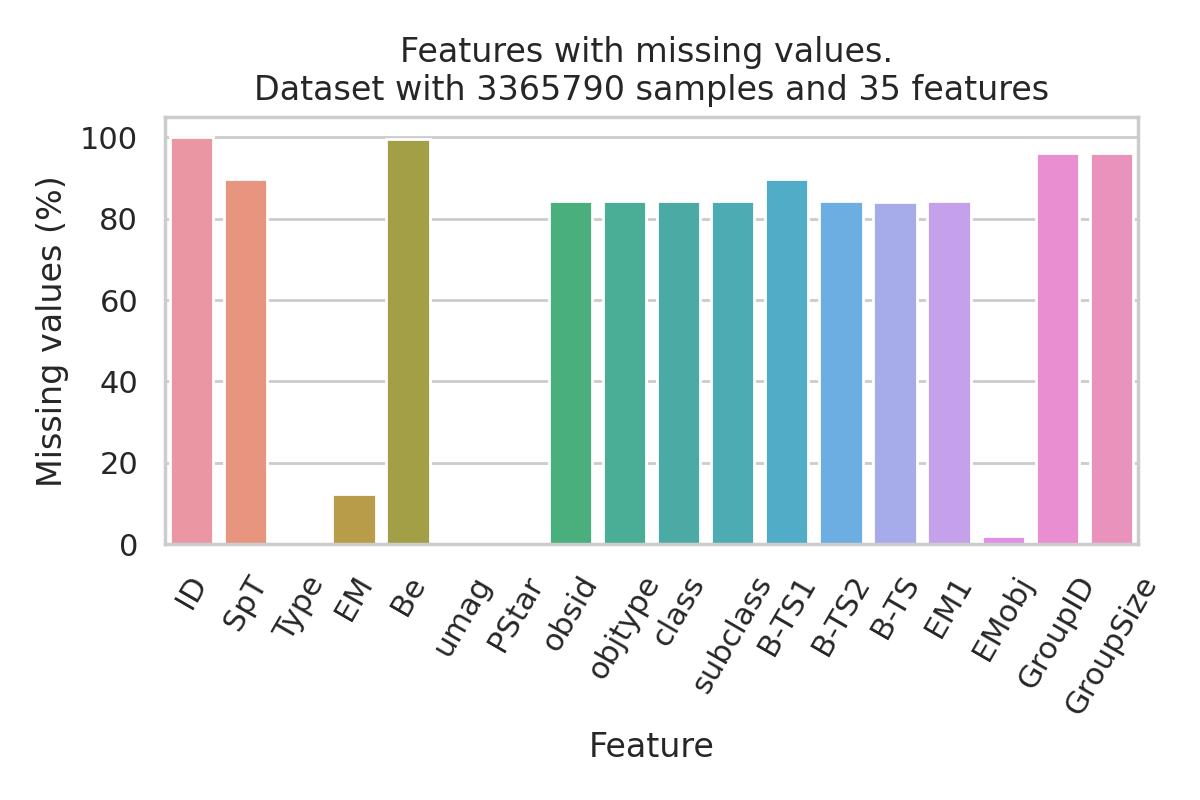 Features with missing values.
Dataset with 3365790 samples and 35 features
Missing values (%)
100
80
60
40
20
0
ID
SpT
Type
EM
Be
umag
PStar
obsid
objtype
class
subclass
B-TS1
B-TS2
B-TS
EM1
EMobj
GroupID
GroupSize
Feature